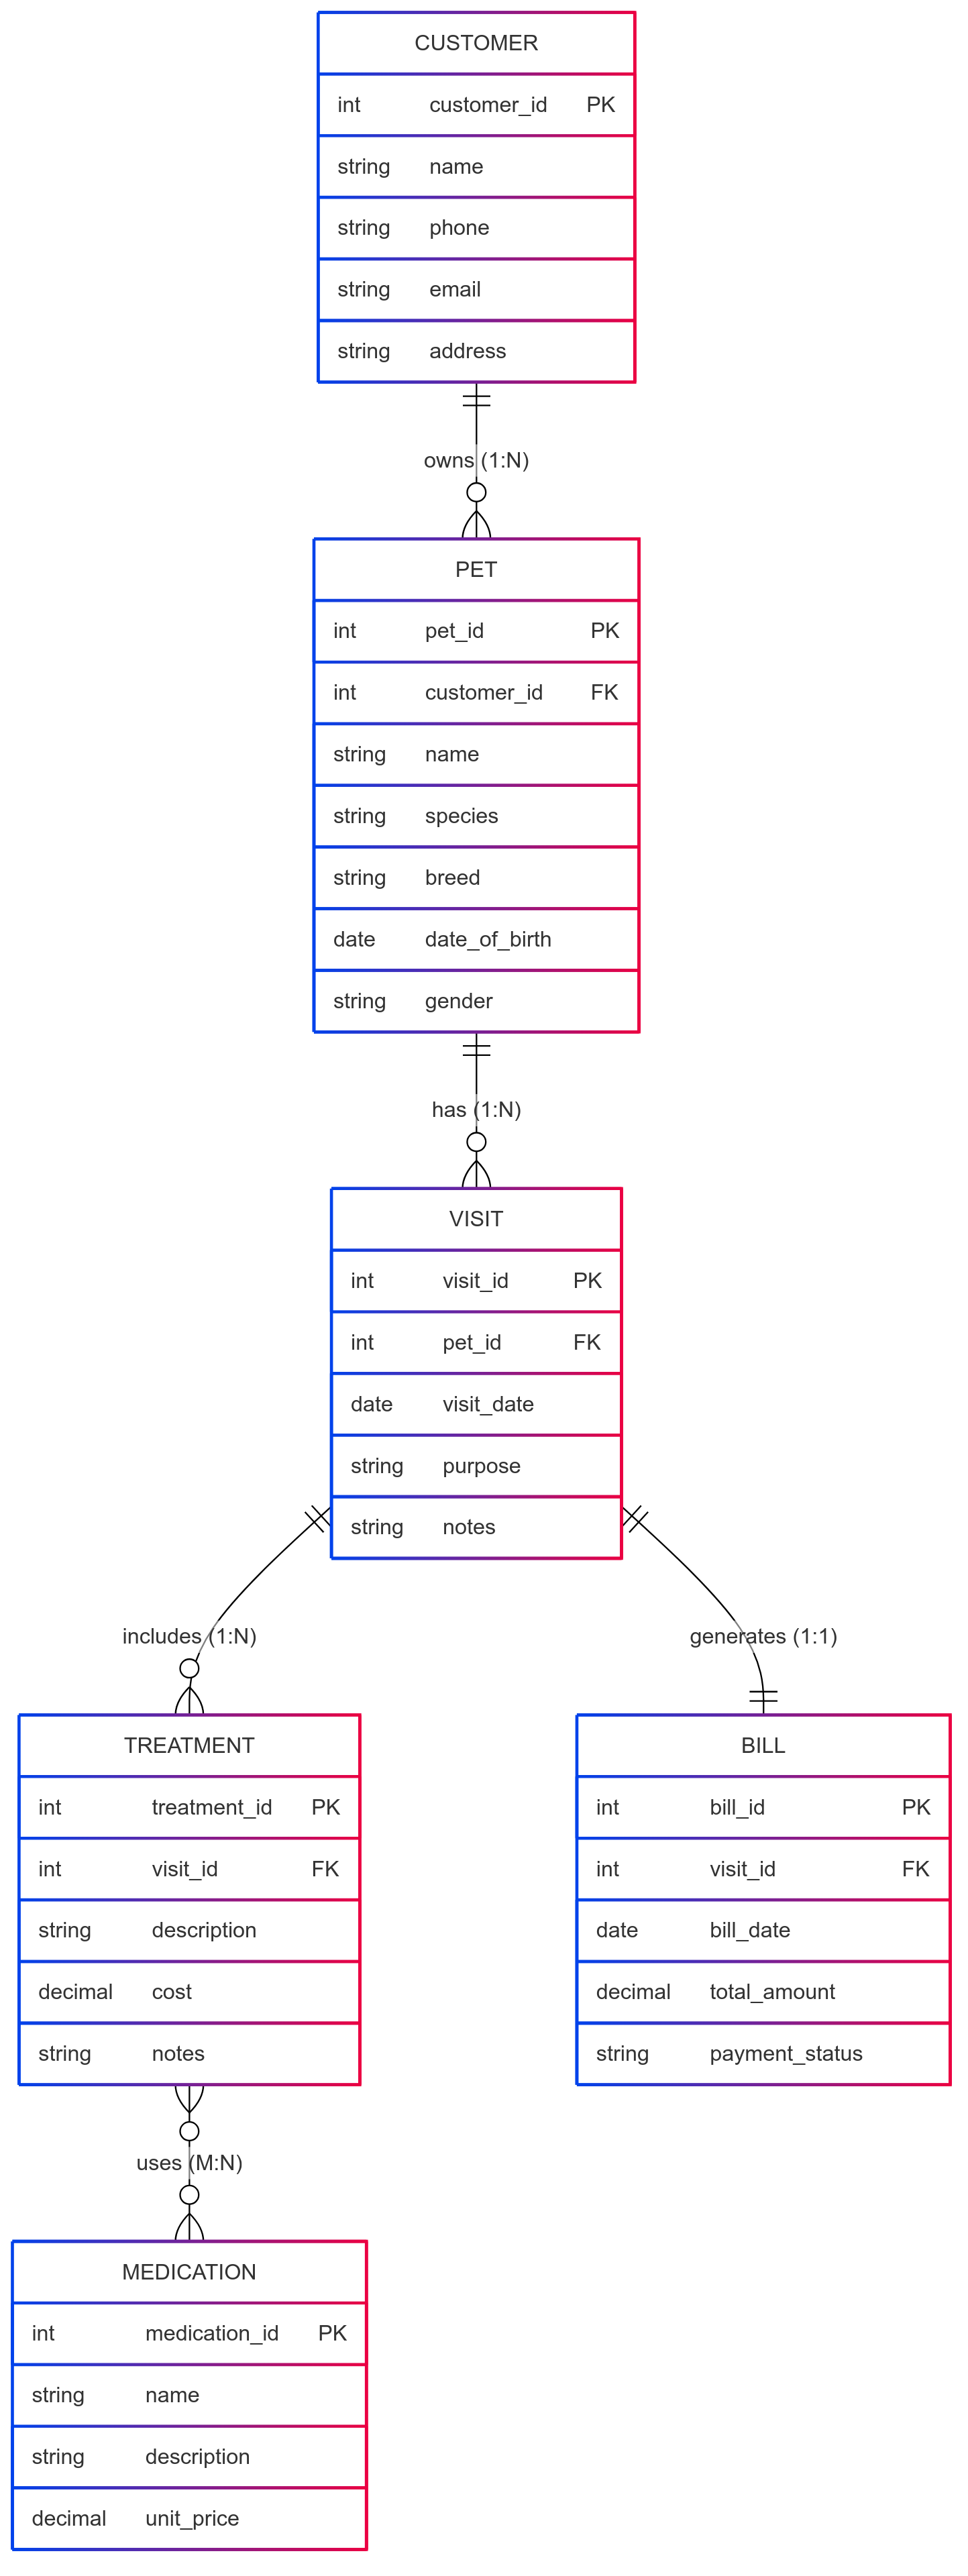 CUSTOMER
int customer_id PK
string name
string phone
string email
string address
owns (1:N)
PET
int pet_id PK
int customer_id FK
string name
string species
string breed
date date_of_birth
string gender
has (1:N)
VISIT
int visit_id PK
int pet_id FK
date visit_date
string purpose
string notes
includes (1:N)
generates (1:1)
TREATMENT
int treatment_id PK
int visit_id FK
string description
decimal cost
string notes
BILL
int bill_id PK
int visit_id FK
date bill_date
decimal total_amount
string payment_status
uses (M:N)
MEDICATION
int medication_id PK
string name
string description
decimal unit_price